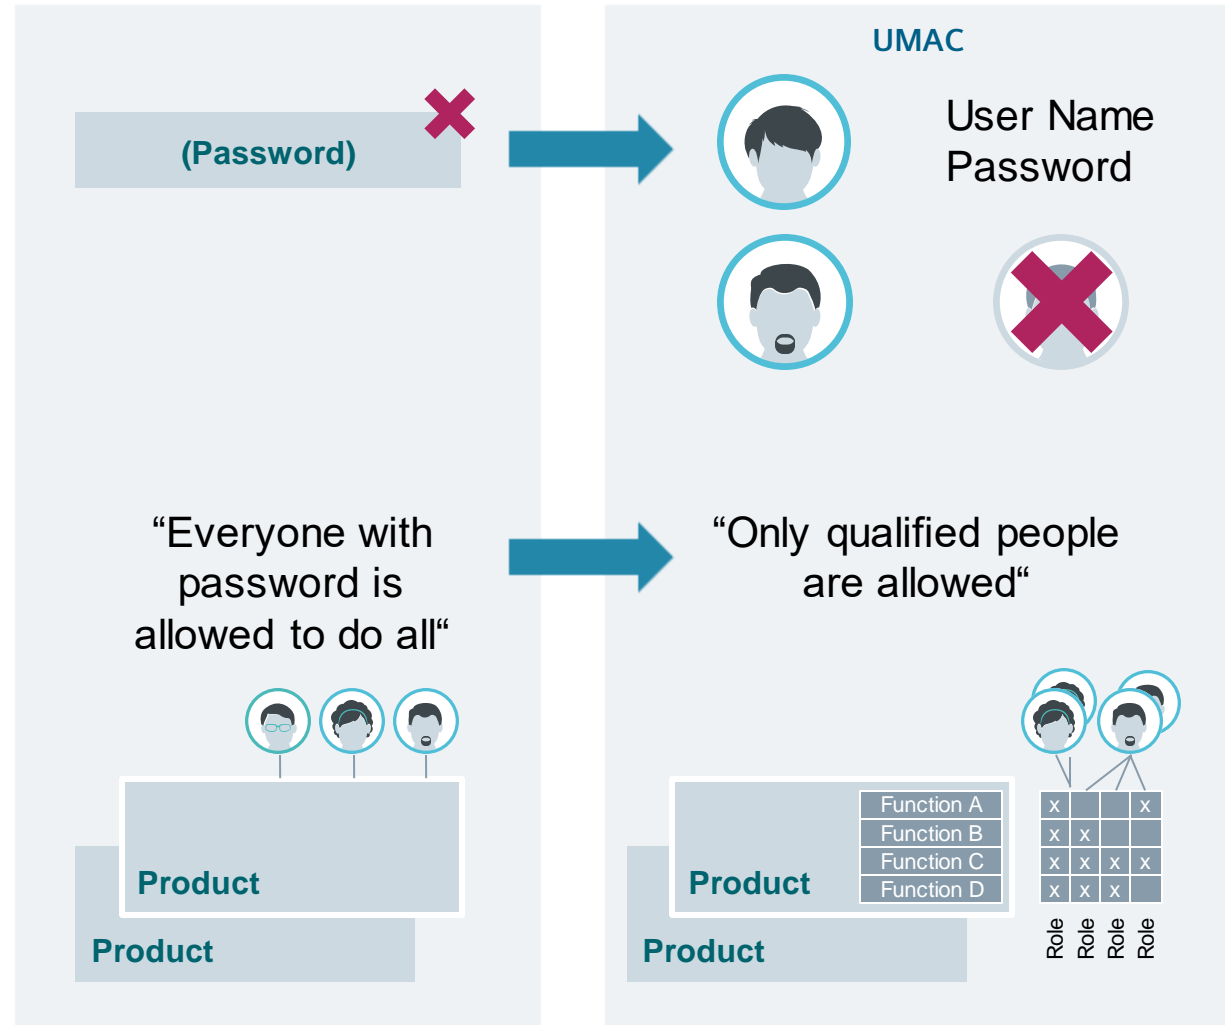 UMAC
(Password)
User Name
Password
“Everyone with
password is
allowed to do all“
“Only qualified people
are allowed“
Product
Product
Product
Product
Function A
x
x
Function B
x
x
Function C
x
x
x
x
Function D
x
x
x
Role
Role
Role
Role